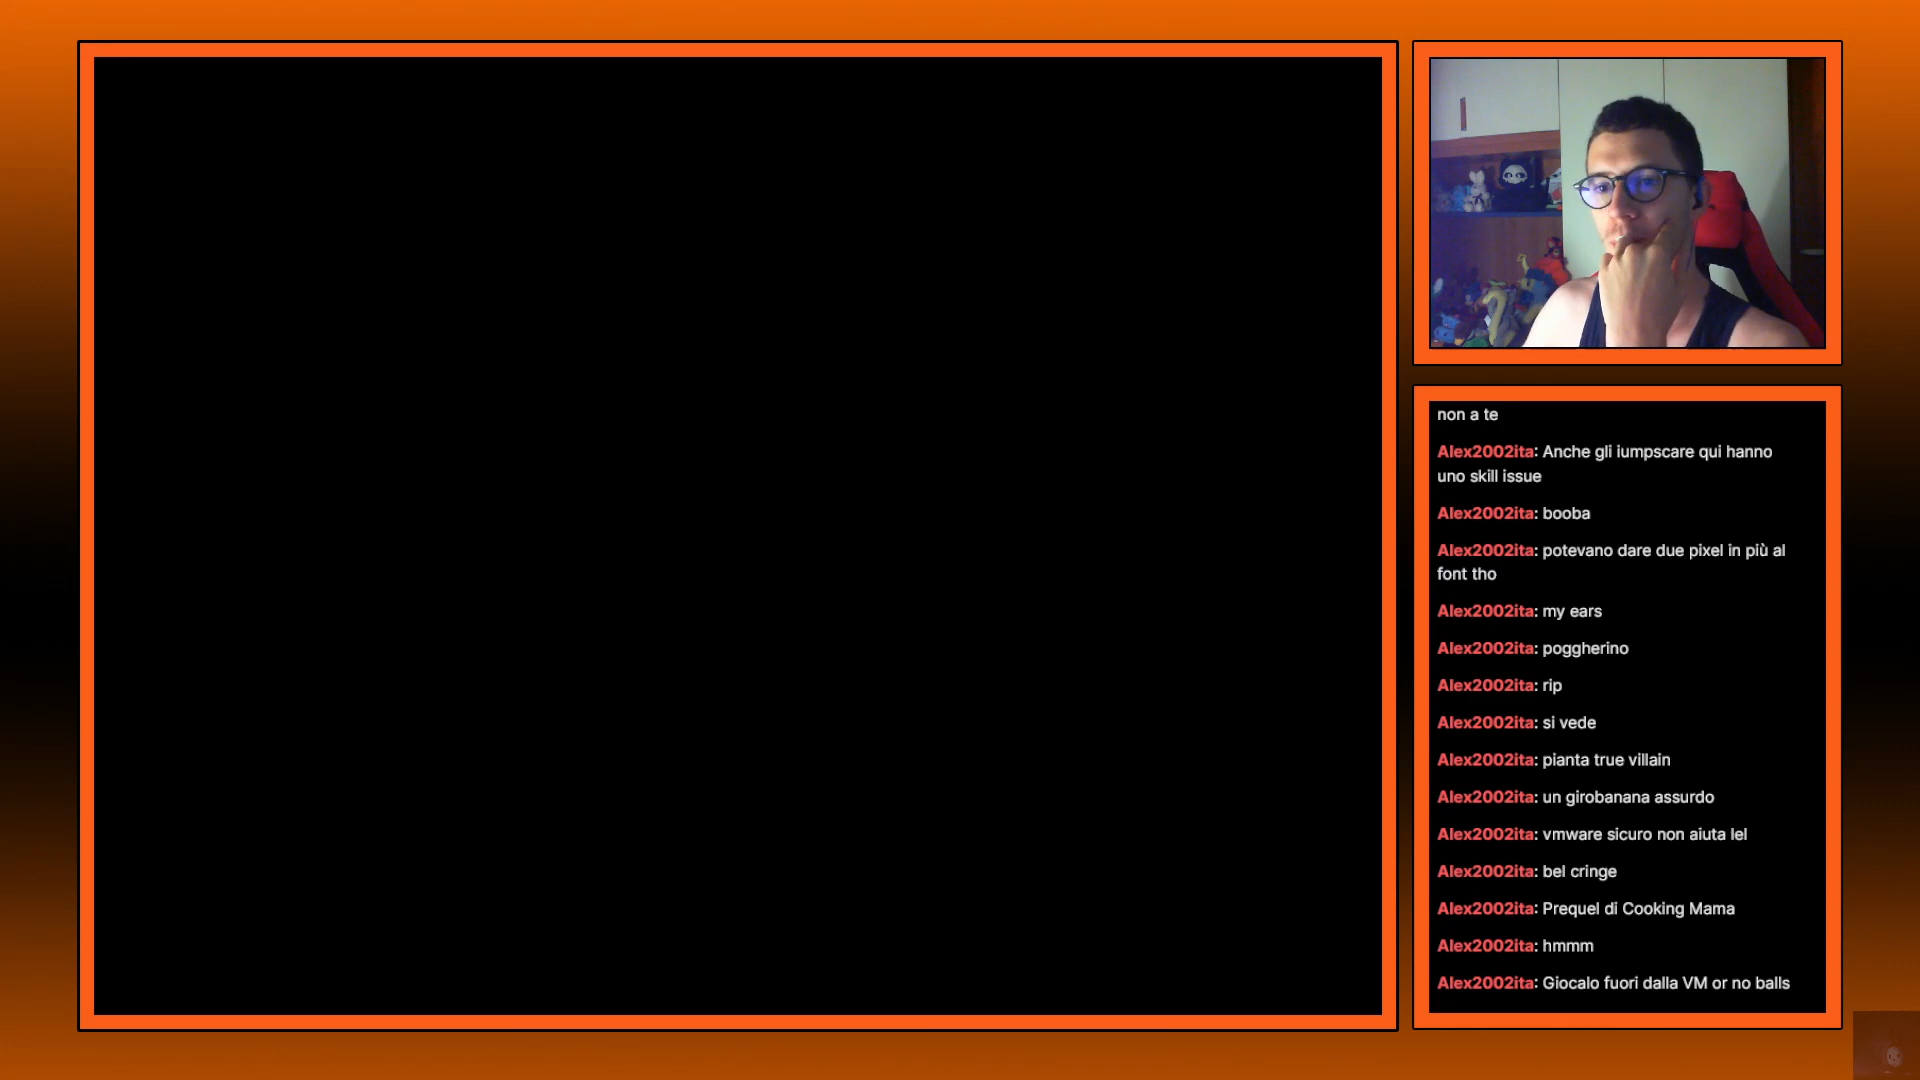 non a te
Alex2002ita: Anche gli iumpscare qui hanno
uno skill issue
Alex2002ita: booba
Alex2002ita: potevano dare due pixel in più al
font tho
Alex2002ita: my ears
Alex2002ita: poggherino
Alex2002ita: rip
Alex2002ita: si vede
Alex2002ita: pianta true villain
Alex2002ita: un girobanana assurdo
Alex2002ita: vmware sicuro non aiuta lel
Alex2002ita: bel cringe
Alex2002ita: Prequel di Cooking Mama
Alex2002ita: hmmm
Alex2002ita: Giocalo fuori dalla VM or no balls